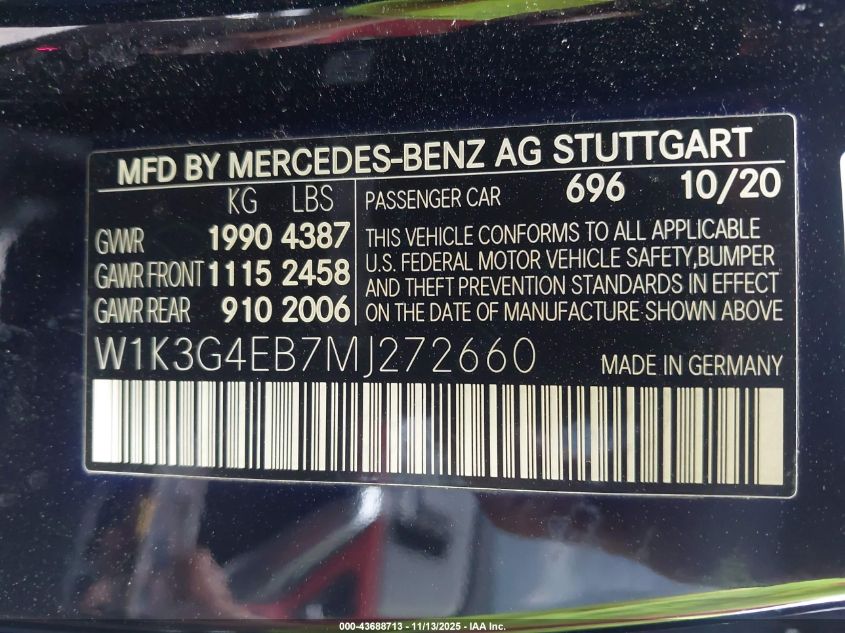 MFD BY MERCEDES-BENZ AG STUTTGART
KG LBS
PASSENGER CAR 696 10/20
GVWR 1990 4387
GAWR FRONT 1115 2458
GAWR REAR 910 2006
THIS VEHICLE CONFORMS TO ALL APPLICABLE
U.S. FEDERAL MOTOR VEHICLE SAFETY,BUMPER
AND THEFT PREVENTION STANDARDS IN EFFECT
ON THE DATE OF MANUFACTURE SHOWN ABOVE
W1K3G4EB7MJ272660
MADE IN GERMANY
000-43688713 - 11/13/2025 - IAA Inc.